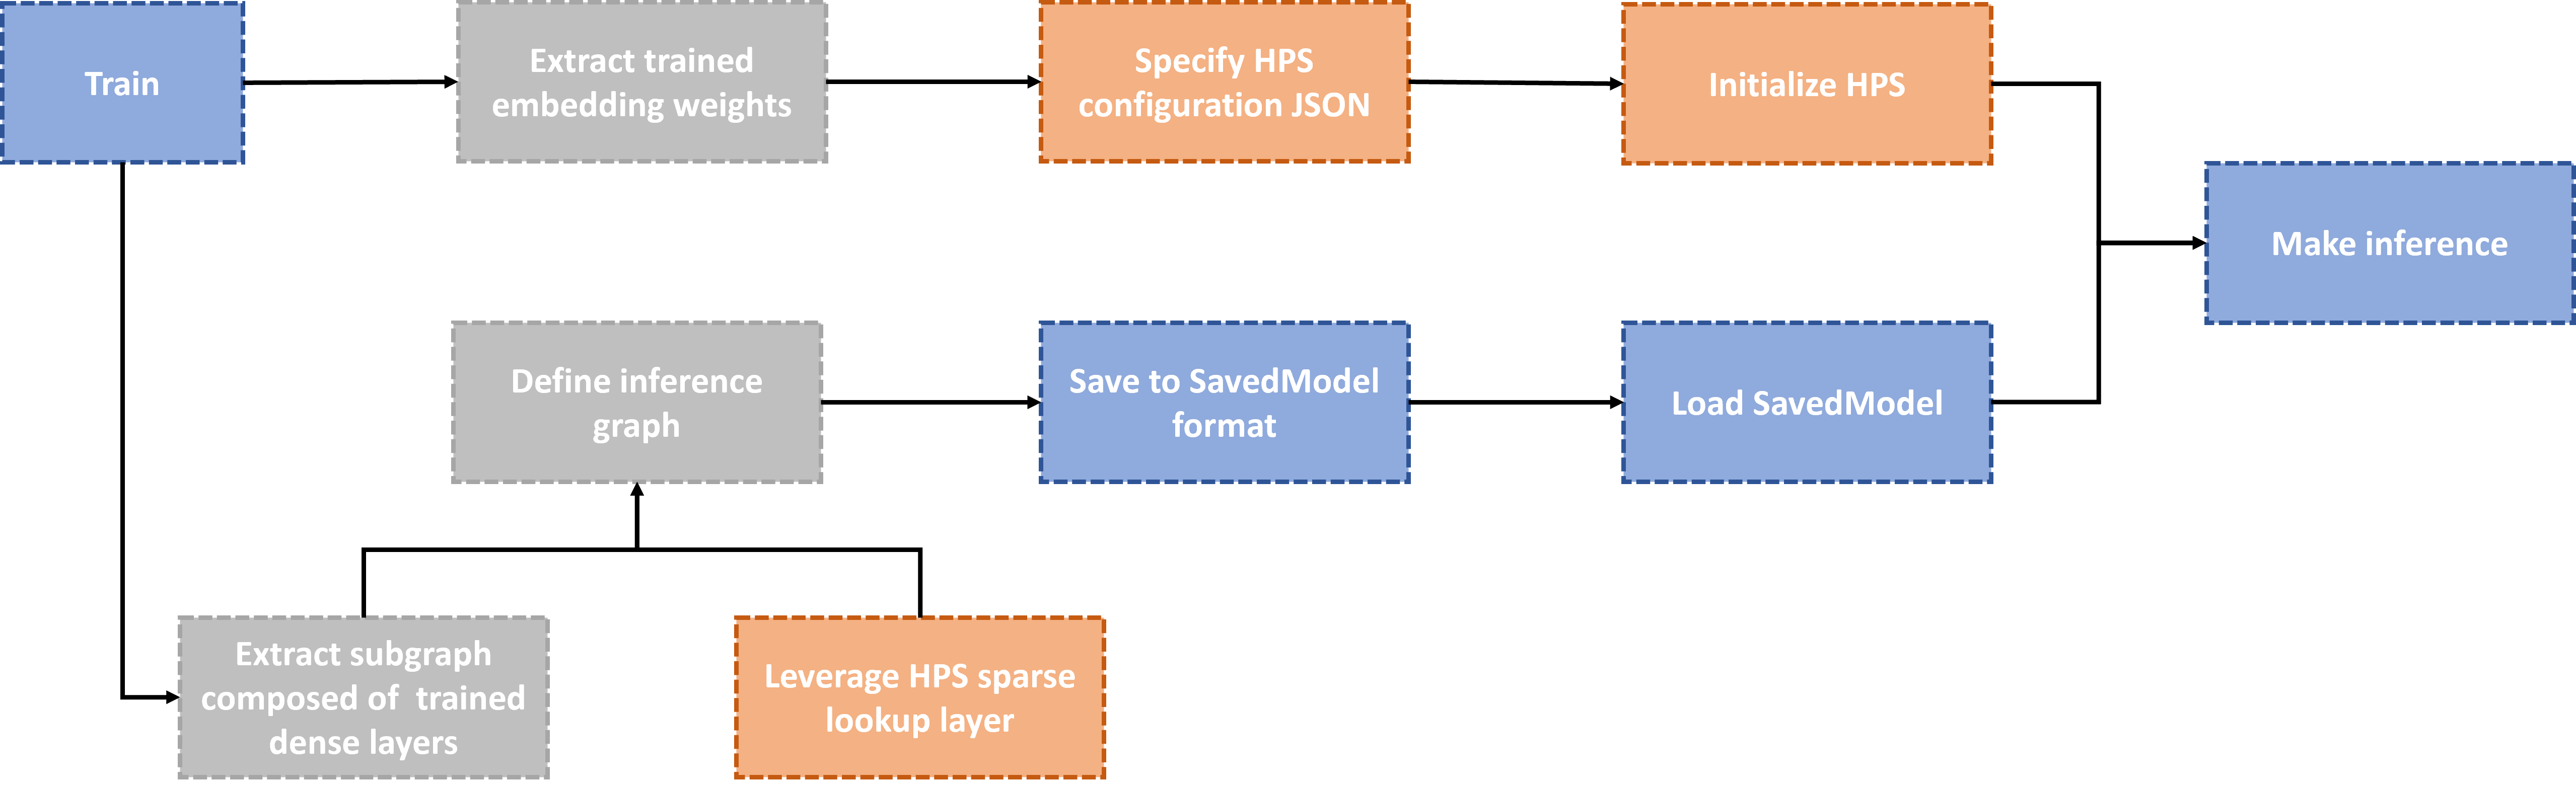 Train
Extract trained
embedding weights
Specify HPS
configuration JSON
Initialize HPS
Make inference
Define inference
graph
Save to SavedModel
format
Load SavedModel
Extract subgraph
composed of  trained
dense layers
Leverage HPS sparse
lookup layer